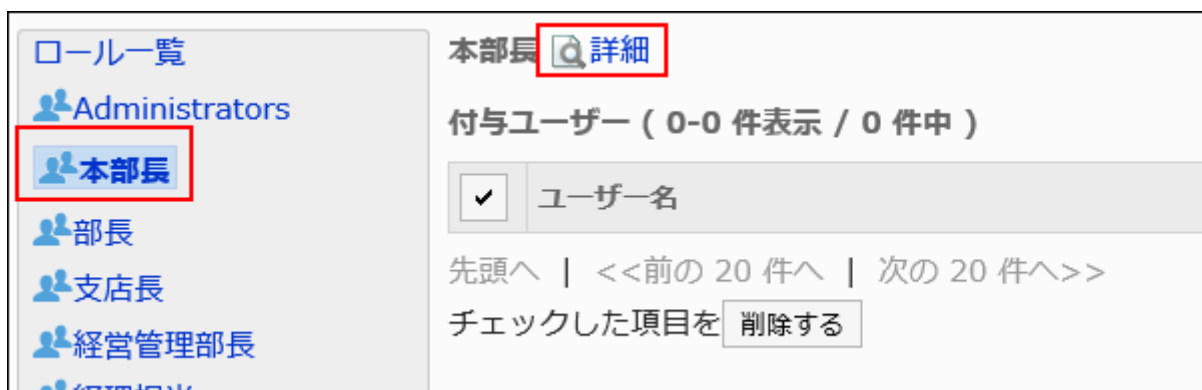 ロール一覧
Administrators
本部長
部長
支店長
経営管理部長
本部長 詳細
付与ユーザー ( 0-0 件表示 / 0 件中 )
ユーザー名
先頭へ | <<前の 20 件へ | 次の 20 件へ>>
チェックした項目を 削除する